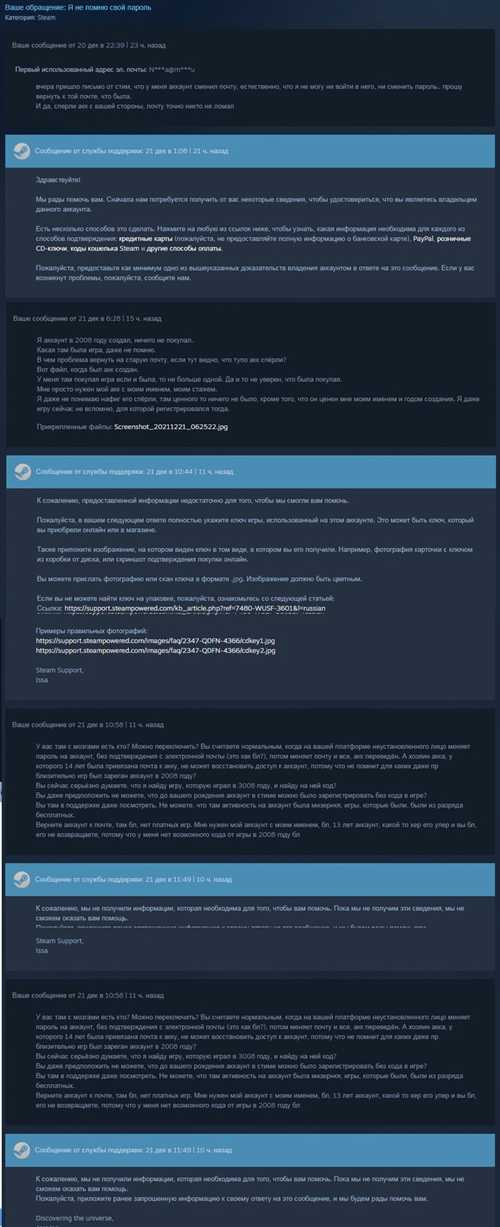 Ваше обращение: Я не помню свой пароль
Категория: Steam
Ваше сообщение от 20 дек в 22:39 | 23 ч. назад
Первый использованный адрес эл. почты: N***a@m***u
вчера пришло письмо от стим, что у меня аккаунт сменил почту, естественно, что я не могу ни войти в него, ни сменить пароль.. прошу
вернуть к той почте, что была.
И да, сперли акк с вашей стороны, почту точно никто не ломал
Сообщение от службы поддержки: 21 дек в 1:06 | 21 ч. назад
Здравствуйте!
Мы рады помочь вам. Сначала нам потребуется получить от вас некоторые сведения, чтобы удостовериться, что вы являетесь владельцем
данного аккаунта.
Есть несколько способов это сделать. Нажмите на любую из ссылок ниже, чтобы узнать, какая информация необходима для каждого из
способов подтверждения: кредитные карты (пожалуйста, не предоставляйте полную информацию о банковской карте), PayPal, розничные
CD-ключи, коды кошелька Steam и другие способы оплаты.
Пожалуйста, предоставьте как минимум одно из вышеуказанных доказательств владения аккаунтом в ответе на это сообщение. Если у вас
возникнут проблемы, пожалуйста, сообщите нам.
Ваше сообщение от 21 дек в 6:28 | 15 ч. назад
Я аккаунт в 2008 году создал, ничего не покупал.
Какая там была игра, даже не помню.
В чем проблема вернуть на старую почту, если тут видно, что тупо акк спёрли?
Вот файл, когда был акк создан.
У меня там покупая игра если и была, то не больше одной. Да и то не уверен, что была покупая.
Мне просто нужен мой акк с моим именем, моим стажем.
Я даже не понимаю нафиг его спёрли, там ценного то ничего не было, кроме того, что он ценен мне моим именем и годом создания. Я даже
игру сейчас не вспомню, для которой регистрировался тогда.
Прикрепленные файлы: Screenshot_20211221_062522.jpg
Сообщение от службы поддержки: 21 дек в 10:44 | 11 ч. назад
К сожалению, предоставленной информации недостаточно для того, чтобы мы смогли вам помочь.
Пожалуйста, в вашем следующем ответе полностью укажите ключ игры, использованный на этом аккаунте. Это может быть ключ, который
вы приобрели онлайн или в магазине.
Также приложите изображение, на котором виден ключ в том виде, в котором вы его получили. Например, фотография карточки с ключом
из коробки от диска, или скриншот подтверждения покупки онлайн.
Вы можете прислать фотографию или скан ключа в формате .jpg. Изображение должно быть цветным.
Если вы не можете найти ключ на упаковке, пожалуйста, ознакомьтесь со следующей статьей:
Ссылка: https://support.steampowered.com/kb_article.php?ref=7480-WUSF-3601&l=russian
Примеры правильных фотографий:
https://support.steampowered.com/images/faq/2347-QDFN-4366/cdkey1.jpg
https://support.steampowered.com/images/faq/2347-QDFN-4366/cdkey2.jpg
Steam Support,
Issa
Ваше сообщение от 21 дек в 10:58 | 11 ч. назад
У вас там с мозгами есть кто? Можно переключить? Вы считаете нормальным, когда на вашей платформе неустановленного лицо меняет
пароль на аккаунт, без подтверждения с электронной почты (это как бл?), потом меняет почту и все, акк переведён. А хозяин акка, у
которого 14 лет была привязана почта к акку, не может восстановить доступ к аккаунт, потому что не помнит для каких даже пр
близительно игр был зареган аккаунт в 2008 году?
Вы сейчас серьёзно думаете, что я найду игру, которую играл в 3008 году, и найду на ней код?
Вы даже предположить не можете, что до вашего рождения аккаунт в стиме можно было зарегистрировать без кода в игре?
Вы там в поддержке даже посмотреть. Не можете, что там активность на аккаунт была мизерняя, игры, которые были, были из разряда
бесплатных.
Верните аккаунт к почте, там бл, нет платных игр. Мне нужен мой аккаунт с моим именем, бл, 13 лет аккаунт, какой то хер его упер и вы бл,
его не возвращаете, потому что у меня нет возможного кода от игры в 2008 году бл
Сообщение от службы поддержки: 21 дек в 11:49 | 10 ч. назад
К сожалению, мы не получили информации, которая необходима для того, чтобы вам помочь. Пока мы не получим эти сведения, мы не
сможем оказать вам помощь.
Steam Support,
Issa
Ваше сообщение от 21 дек в 10:58 | 11 ч. назад
У вас там с мозгами есть кто? Можно переключить? Вы считаете нормальным, когда на вашей платформе неустановленного лицо меняет
пароль на аккаунт, без подтверждения с электронной почты (это как бл?), потом меняет почту и все, акк переведён. А хозяин акка, у
которого 14 лет была привязана почта к акку, не может восстановить доступ к аккаунт, потому что не помнит для каких даже пр
близительно игр был зареган аккаунт в 2008 году?
Вы сейчас серьёзно думаете, что я найду игру, которую играл в 3008 году, и найду на ней код?
Вы даже предположить не можете, что до вашего рождения аккаунт в стиме можно было зарегистрировать без кода в игре?
Вы там в поддержке даже посмотреть. Не можете, что там активность на аккаунт была мизерняя, игры, которые были, были из разряда
бесплатных.
Верните аккаунт к почте, там бл, нет платных игр. Мне нужен мой аккаунт с моим именем, бл, 13 лет аккаунт, какой то хер его упер и вы бл,
его не возвращаете, потому что у меня нет возможного кода от игры в 2008 году бл
Сообщение от службы поддержки: 21 дек в 11:49 | 10 ч. назад
К сожалению, мы не получили информации, которая необходима для того, чтобы вам помочь. Пока мы не получим эти сведения, мы не
сможем оказать вам помощь.
Пожалуйста, приложите ранее запрошенную информацию к своему ответу на это сообщение, и мы будем рады помочь вам.
Discovering the universe,